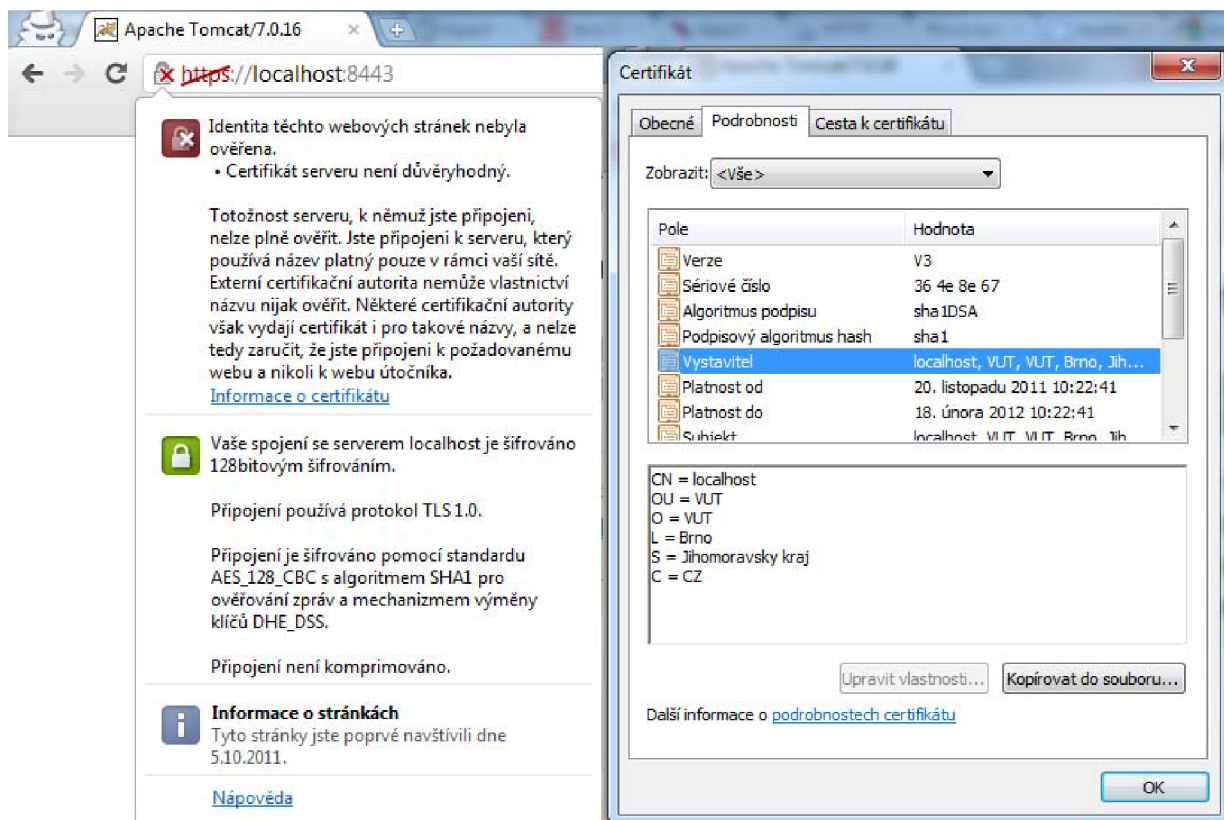 Apache Tomcat/7.0.16
https://localhost:8443
Identita těchto webových stránek nebyla
ověřena.
• Certifikát serveru není důvěryhodný.
Totožnost serveru, k němuž jste připojeni,
nelze plně ověřit. Jste připojeni k serveru, který
používá název platný pouze v rámci vaší sítě.
Externí certifikační autorita nemůže vlastnictví
názvu nijak ověřit. Některé certifikační autority
však vydají certifikát i pro takové názvy, a nelze
tedy zaručit, že jste připojeni k požadovanému
webu a nikoli k webu útočníka.
Informace o certifikátu
Vaše spojení se serverem localhost je šifrováno
128bitovým šifrováním.
Připojení používá protokol TLS 1.0.
Připojení je šifrováno pomocí standardu
AES_128_CBC s algoritmem SHA1 pro
ověřování zpráv a mechanizmem výměny
klíčů DHE_DSS.
Připojení není komprimováno.
Informace o stránkách
Tyto stránky jste poprvé navštívili dne
5.10.2011.
Nápověda
Certifikát
Obecné Podrobnosti Cesta k certifikátu
Zobrazit: <Vše>
Pole Hodnota
Verze V3
Sériové číslo 36 4e 8e 67
Algoritmus podpisu sha1DSA
Podpisový algoritmus hash sha1
Vystavitel localhost, VUT, VUT, Brno, Jih...
Platnost od 20. listopadu 2011 10:22:41
Platnost do 18. února 2012 10:22:41
Subjekt localhost, VUT, VUT, Brno, Jih
CN = localhost
OU = VUT
O = VUT
L = Brno
S = Jihomoravsky kraj
C = CZ
Upravit vlastnosti... Kopírovat do souboru...
Další informace o podrobnostech certifikátu
OK